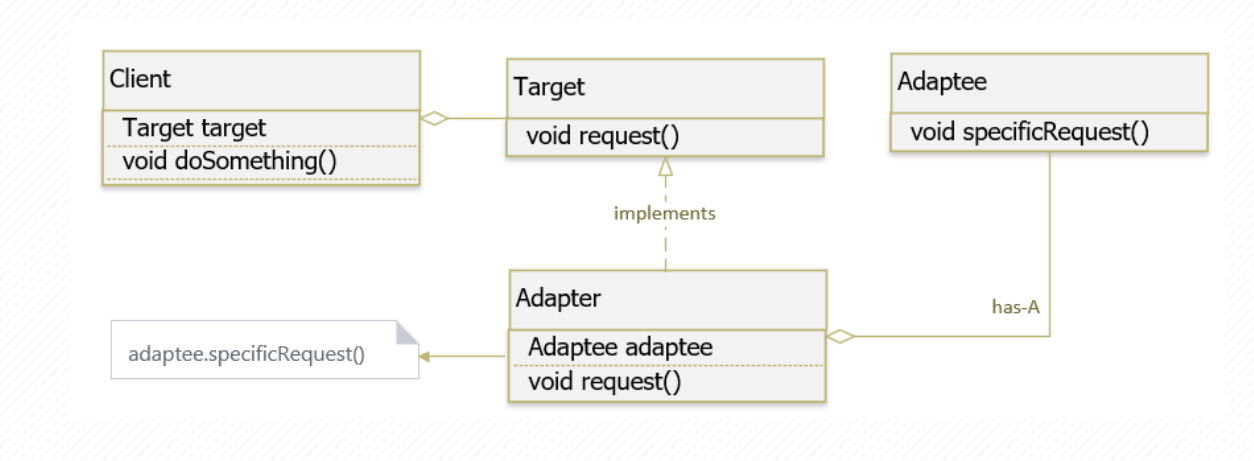 Client
Target target
void doSomething()
Target
void request()
Adaptee
void specificRequest()
implements
Adapter
Adaptee adaptee
void request()
has-A
adaptee.specificRequest()